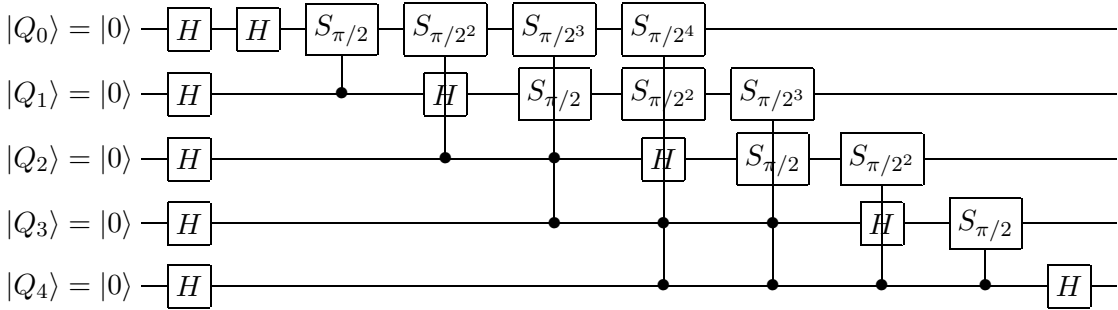 |Q₀⟩ = |0⟩ H H S_{π/2} S_{π/2²} S_{π/2³} S_{π/2⁴}
|Q₁⟩ = |0⟩ H H S_{π/2} S_{π/2²} S_{π/2³}
|Q₂⟩ = |0⟩ H H S_{π/2} S_{π/2²}
|Q₃⟩ = |0⟩ H H S_{π/2}
|Q₄⟩ = |0⟩ H H